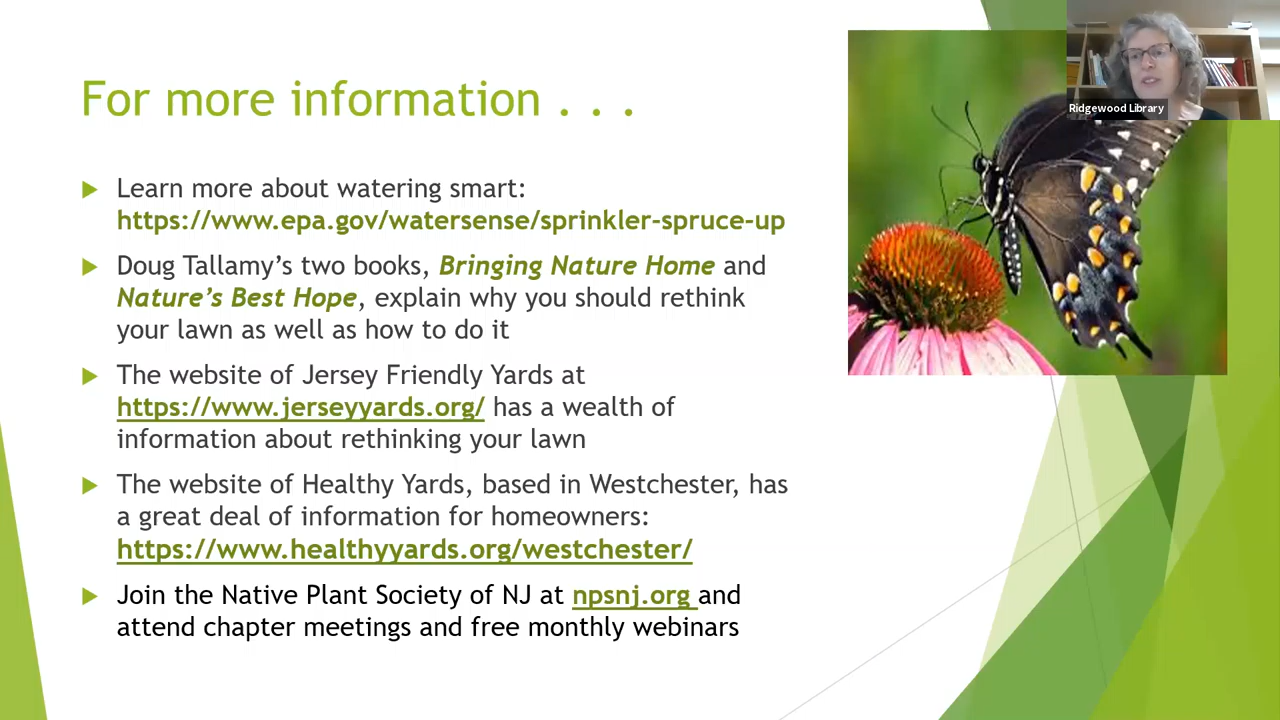 For more information . . .
Ridgewood Library
Learn more about watering smart:
https://www.epa.gov/watersense/sprinkler-spruce-up
Doug Tallamy’s two books, Bringing Nature Home and
Nature’s Best Hope, explain why you should rethink
your lawn as well as how to do it
The website of Jersey Friendly Yards at
https://www.jerseyyards.org/ has a wealth of
information about rethinking your lawn
The website of Healthy Yards, based in Westchester, has
a great deal of information for homeowners:
https://www.healthyyards.org/westchester/
Join the Native Plant Society of NJ at npsnj.org and
attend chapter meetings and free monthly webinars